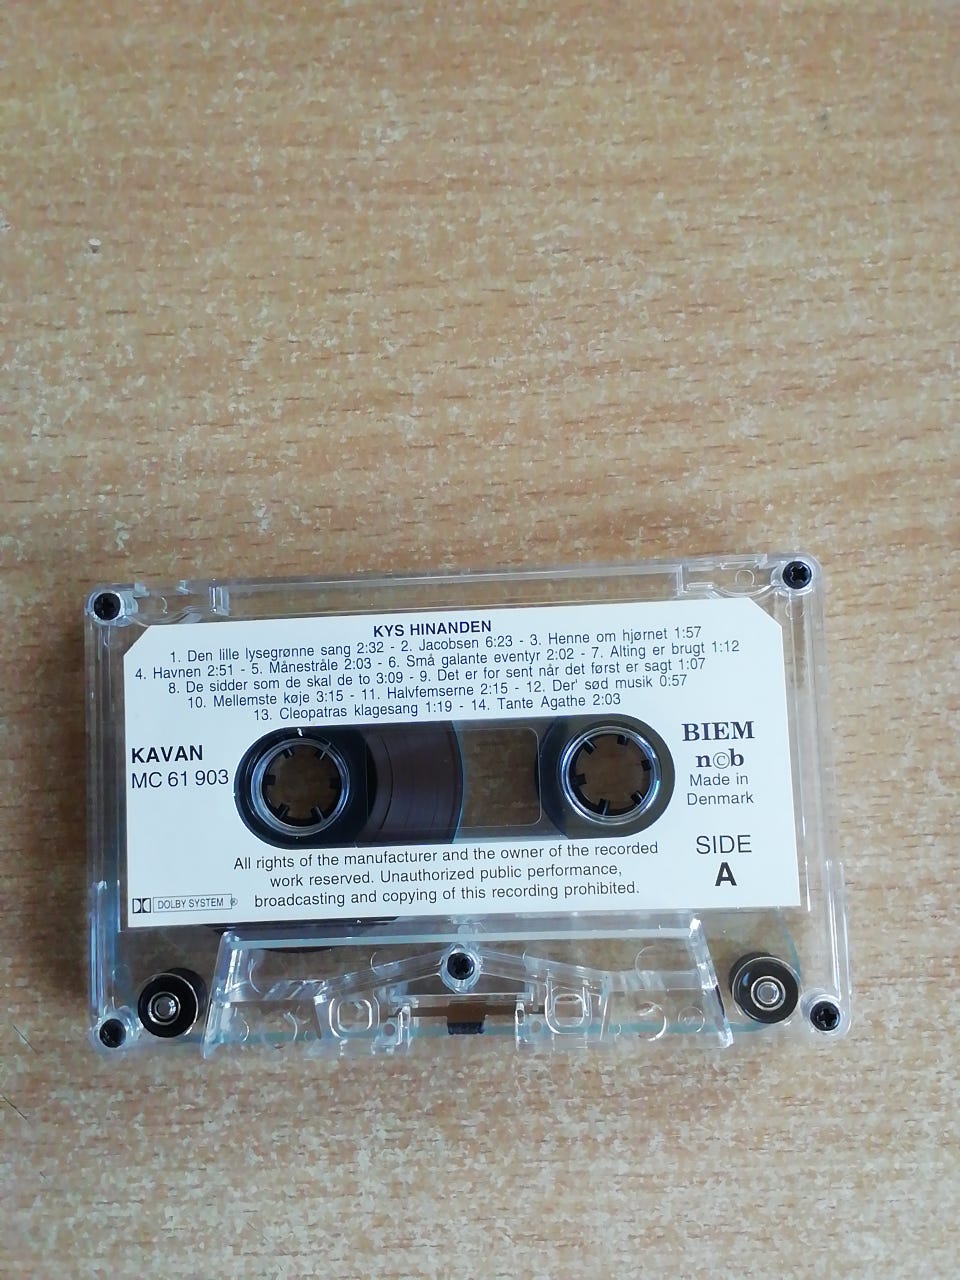 KYS HINANDEN
1. Den lille lysegrønne sang 2:32 - 2. Jacobsen 6:23 - 3. Henne om hjørnet 1:57
4. Havnen 2:51 - 5. Månestråle 2:03 - 6. Små galante eventyr 2:02 - 7. Alting er brugt 1:12
8. De sidder som de skal de to 3:09 - 9. Det er for sent når det først er sagt 1:07
10. Mellemste køje 3:15 - 11. Halvfemserne 2:15 - 12. Der' sød musik 0:57
13. Cleopatras klagesang 1:19 - 14. Tante Agathe 2:03
KAVAN
MC 61 903
BIEM
n©b
Made in
Denmark
SIDE
A
All rights of the manufacturer and the owner of the recorded
work reserved. Unauthorized public performance,
broadcasting and copying of this recording prohibited.
DOLBY SYSTEM ®